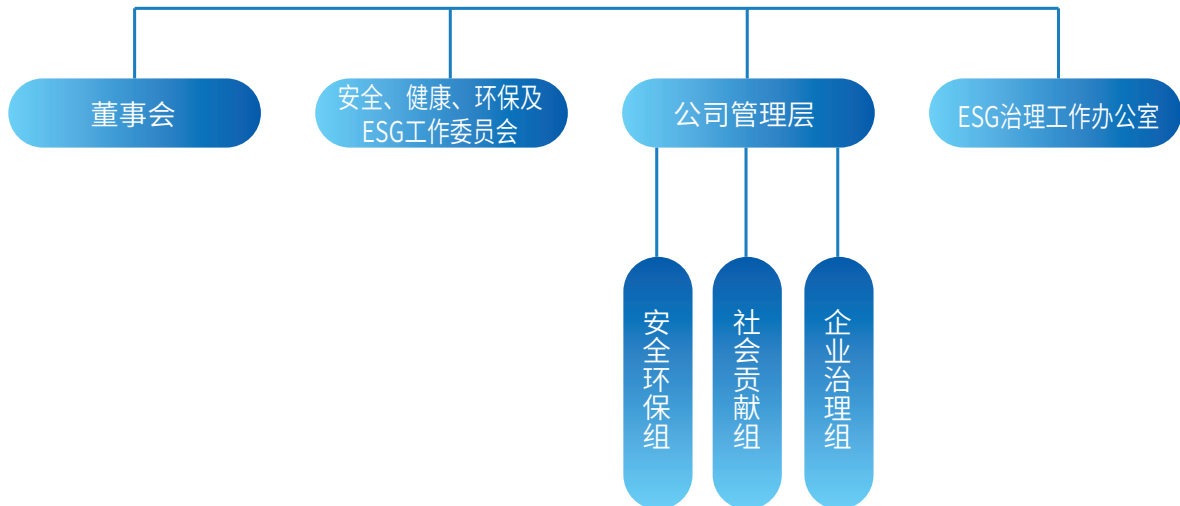 董事会
安全、健康、环保及
ESG工作委员会
公司管理层
ESG治理工作办公室
安全环保组
社会贡献组
企业治理组